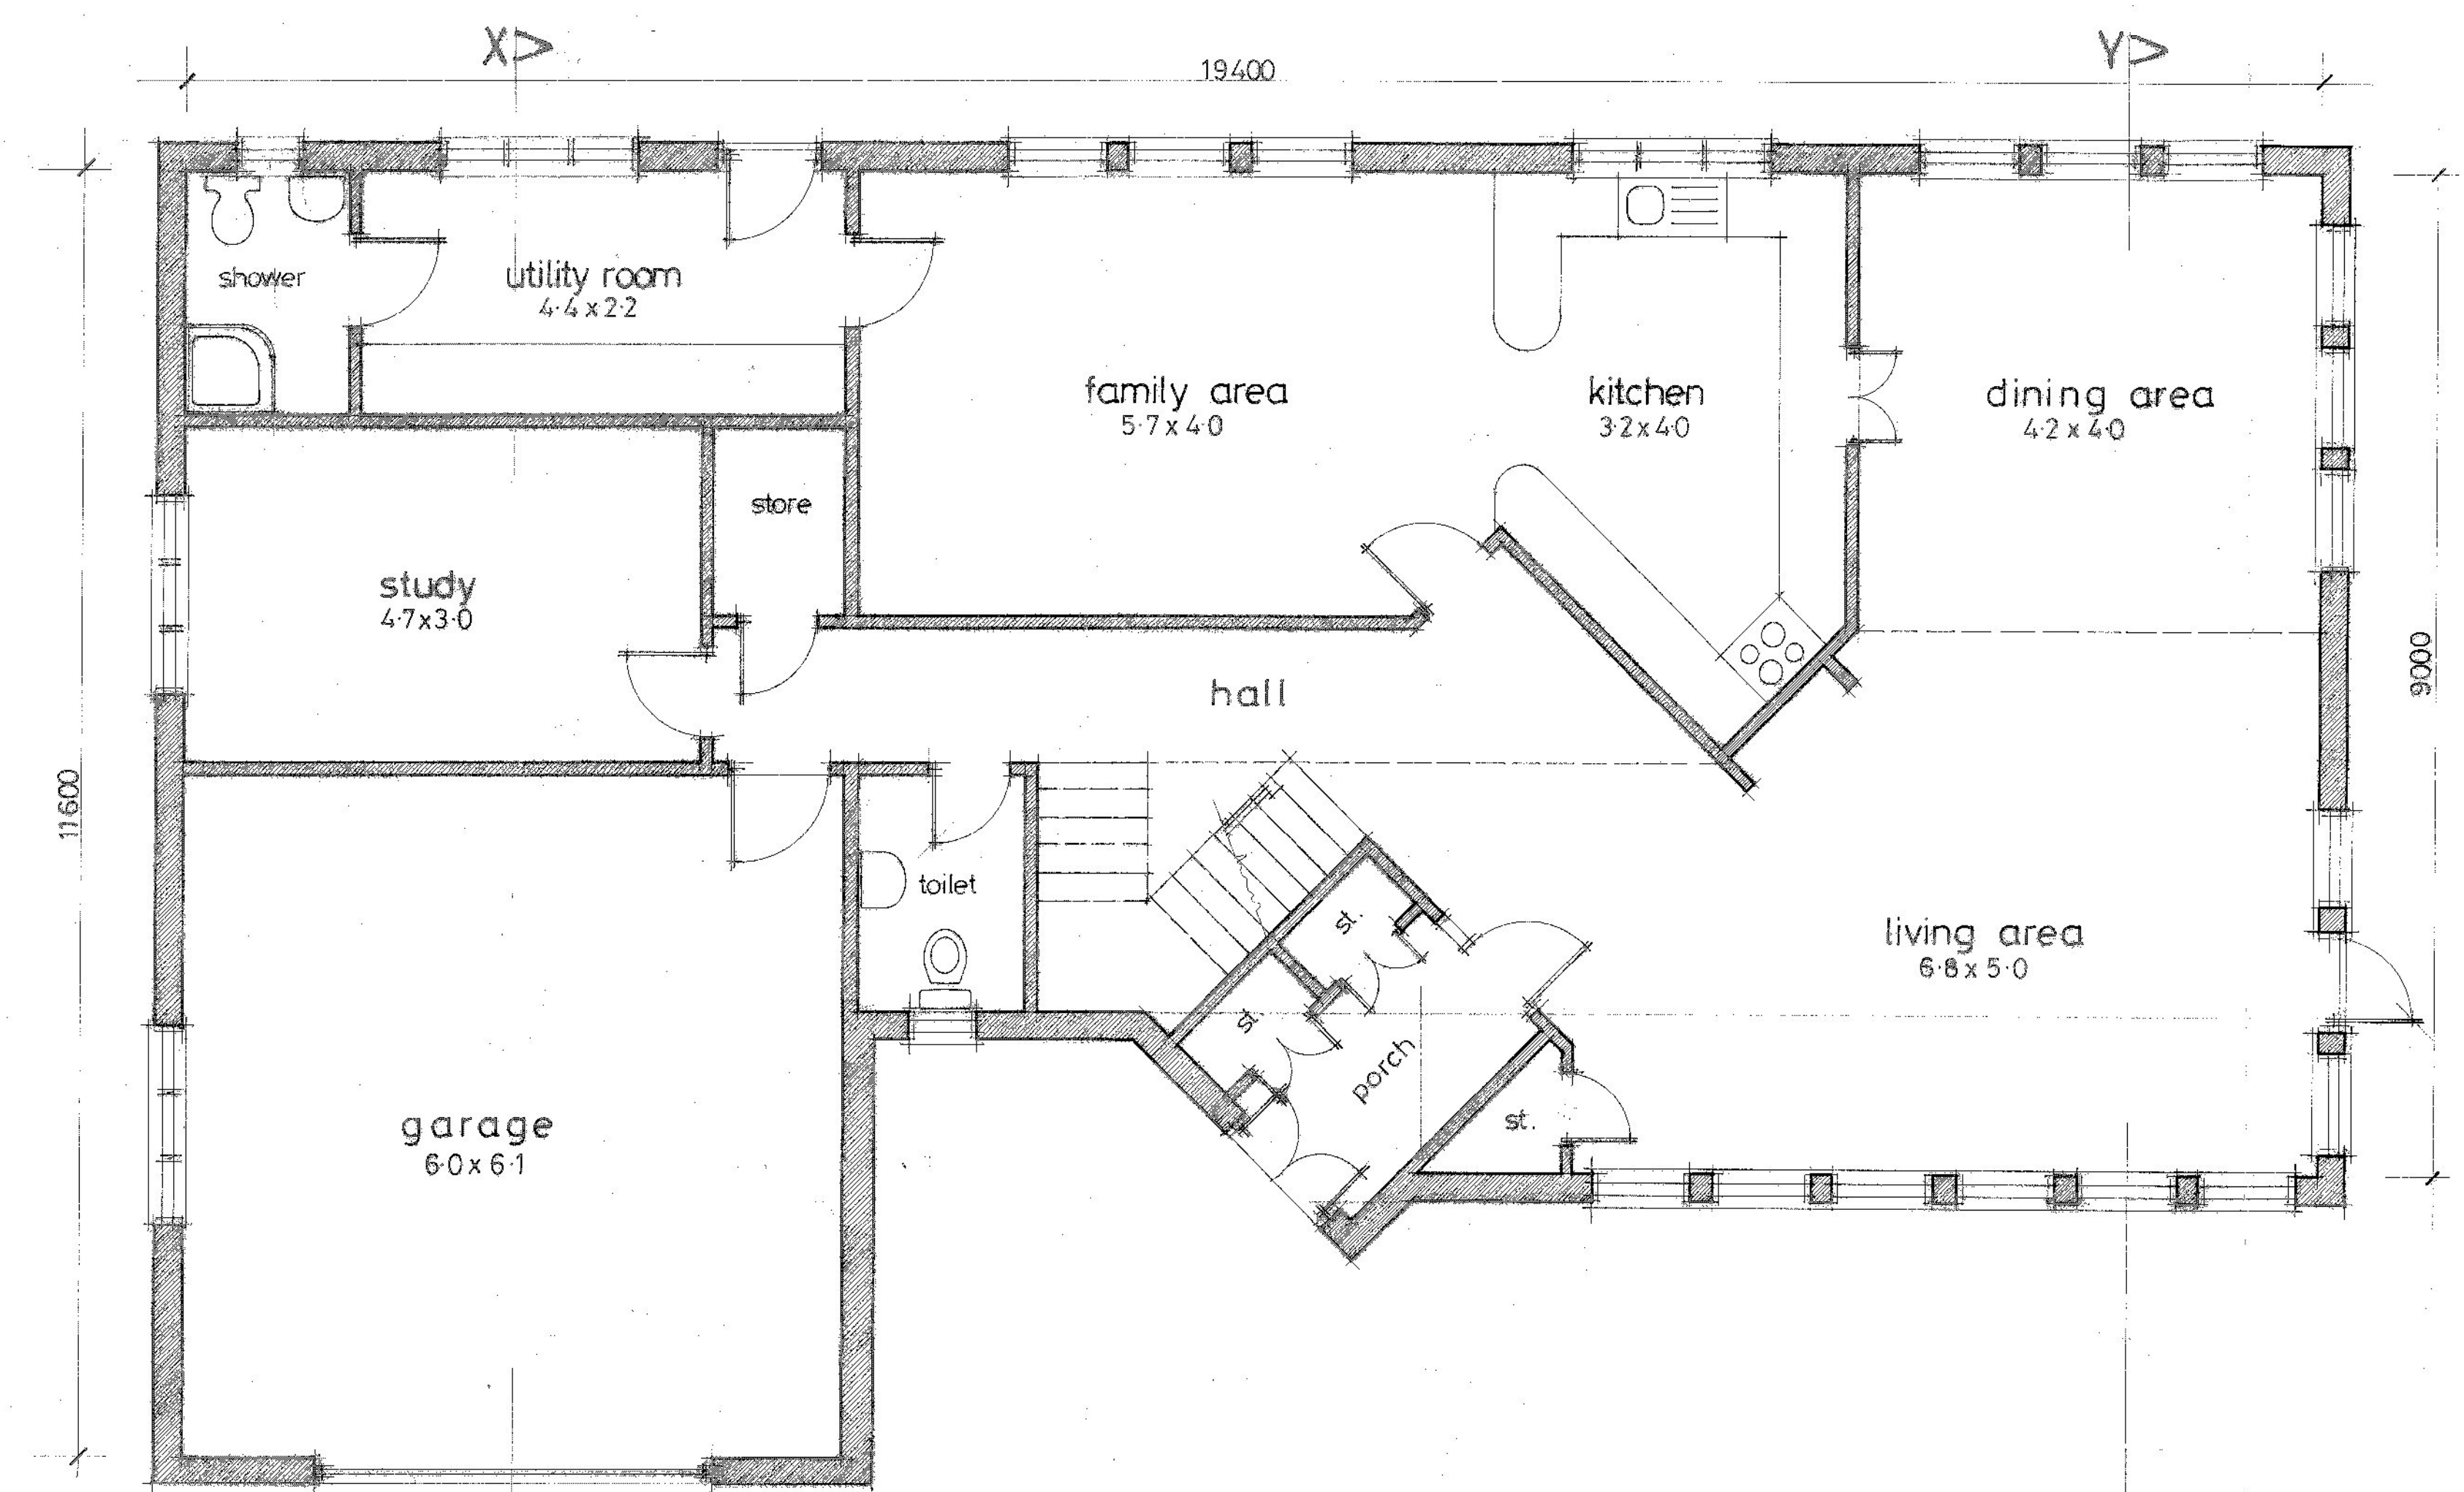 X
Y
19400
shower
utility room
4·4 x 2·2
family area
5·7 x 4·0
kitchen
3·2 x 4·0
dining area
4·2 x 4·0
store
study
4·7 x 3·0
hall
9000
11600
toilet
st.
living area
6·8 x 5·0
st.
porch
st.
garage
6·0 x 6·1